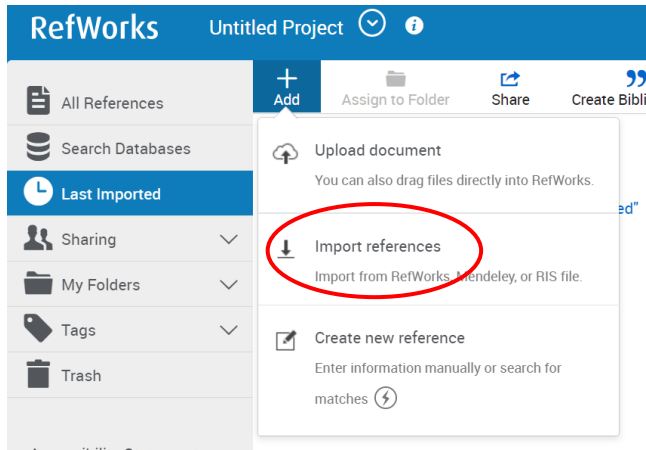 RefWorks Untitled Project
Add Assign to Folder Share Create Bibli
All References
Search Databases
Last Imported
Sharing
My Folders
Tags
Trash
Upload document
You can also drag files directly into RefWorks.
ed"
Import references
Import from RefWorks, Mendeley, or RIS file.
Create new reference
Enter information manually or search for
matches